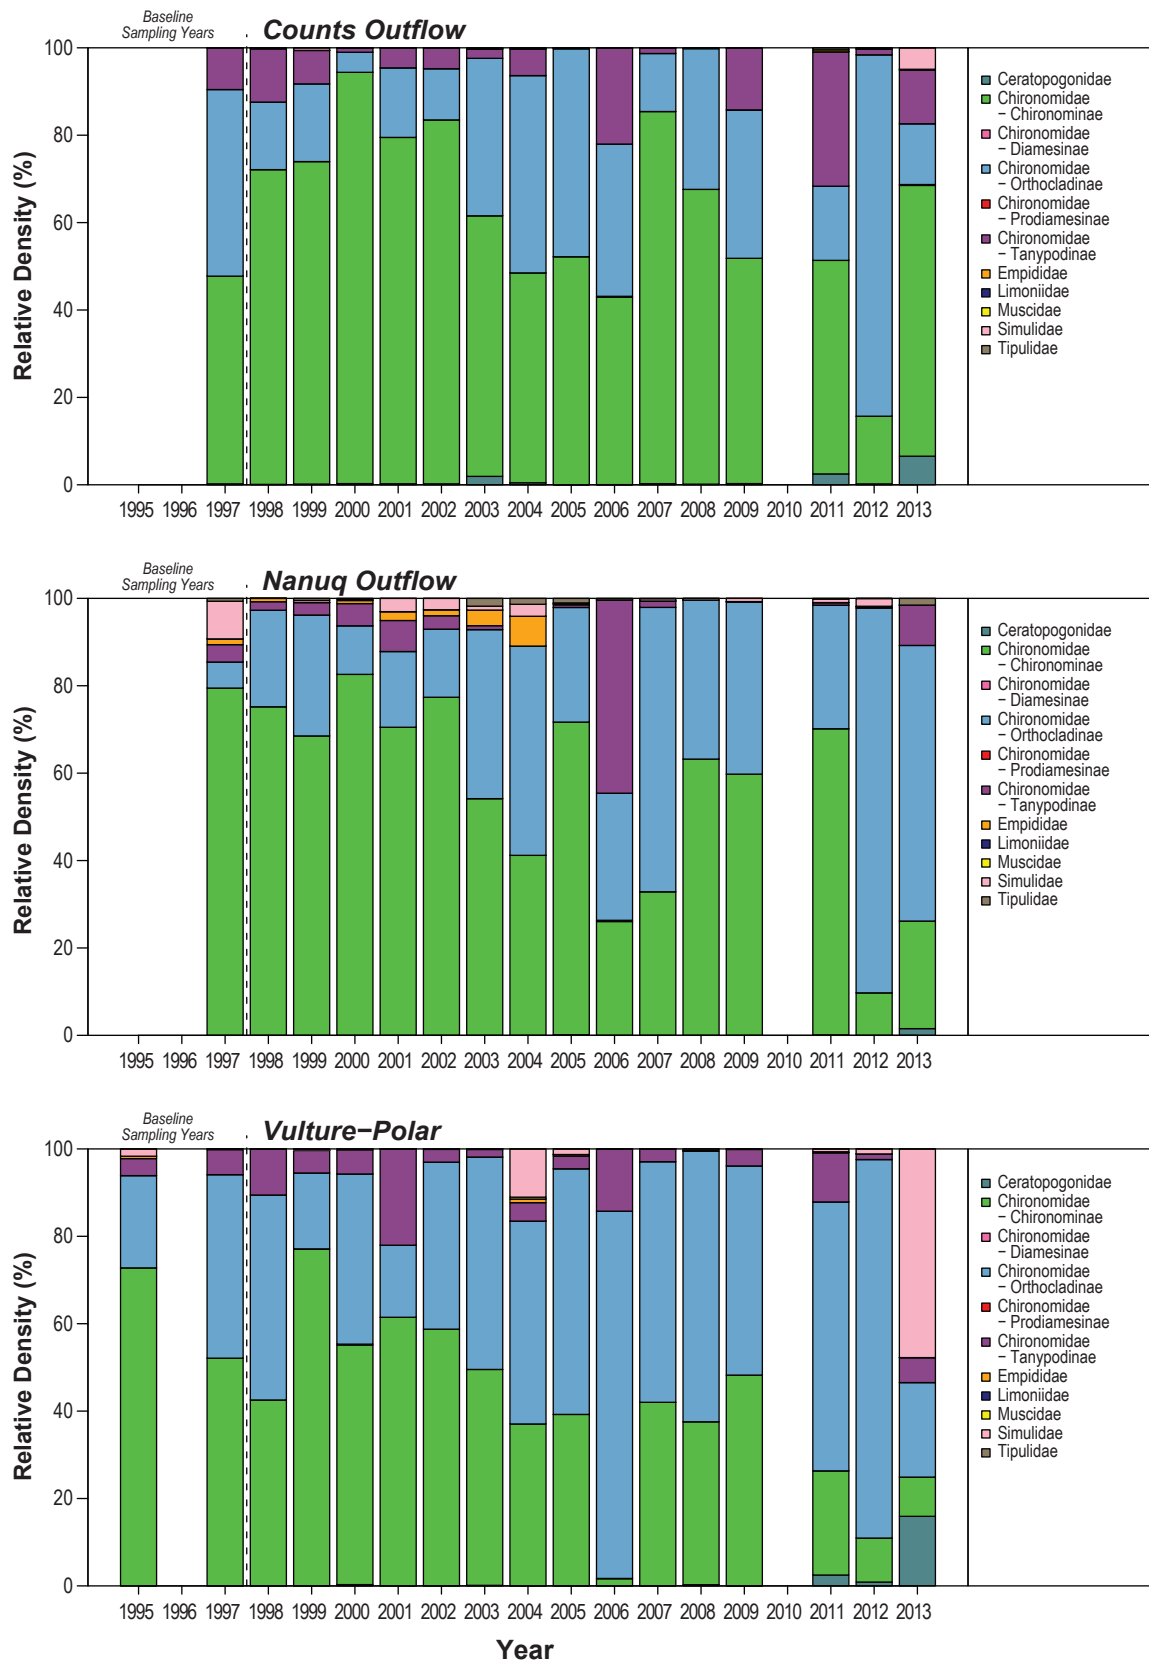 Baseline
Sampling Years
Counts Outflow
Relative Density (%)
100
80
60
40
20
0
1995 1996 1997 1998 1999 2000 2001 2002 2003 2004 2005 2006 2007 2008 2009 2010 2011 2012 2013
Ceratopogonidae
Chironomidae
– Chironominae
Chironomidae
– Diamesinae
Chironomidae
– Orthocladinae
Chironomidae
– Prodiamesinae
Chironomidae
– Tanypodinae
Empididae
Limoniidae
Muscidae
Simulidae
Tipulidae
Baseline
Sampling Years
Nanuq Outflow
Relative Density (%)
100
80
60
40
20
0
1995 1996 1997 1998 1999 2000 2001 2002 2003 2004 2005 2006 2007 2008 2009 2010 2011 2012 2013
Ceratopogonidae
Chironomidae
– Chironominae
Chironomidae
– Diamesinae
Chironomidae
– Orthocladinae
Chironomidae
– Prodiamesinae
Chironomidae
– Tanypodinae
Empididae
Limoniidae
Muscidae
Simulidae
Tipulidae
Baseline
Sampling Years
Vulture−Polar
Relative Density (%)
100
80
60
40
20
0
1995 1996 1997 1998 1999 2000 2001 2002 2003 2004 2005 2006 2007 2008 2009 2010 2011 2012 2013
Ceratopogonidae
Chironomidae
– Chironominae
Chironomidae
– Diamesinae
Chironomidae
– Orthocladinae
Chironomidae
– Prodiamesinae
Chironomidae
– Tanypodinae
Empididae
Limoniidae
Muscidae
Simulidae
Tipulidae
Year